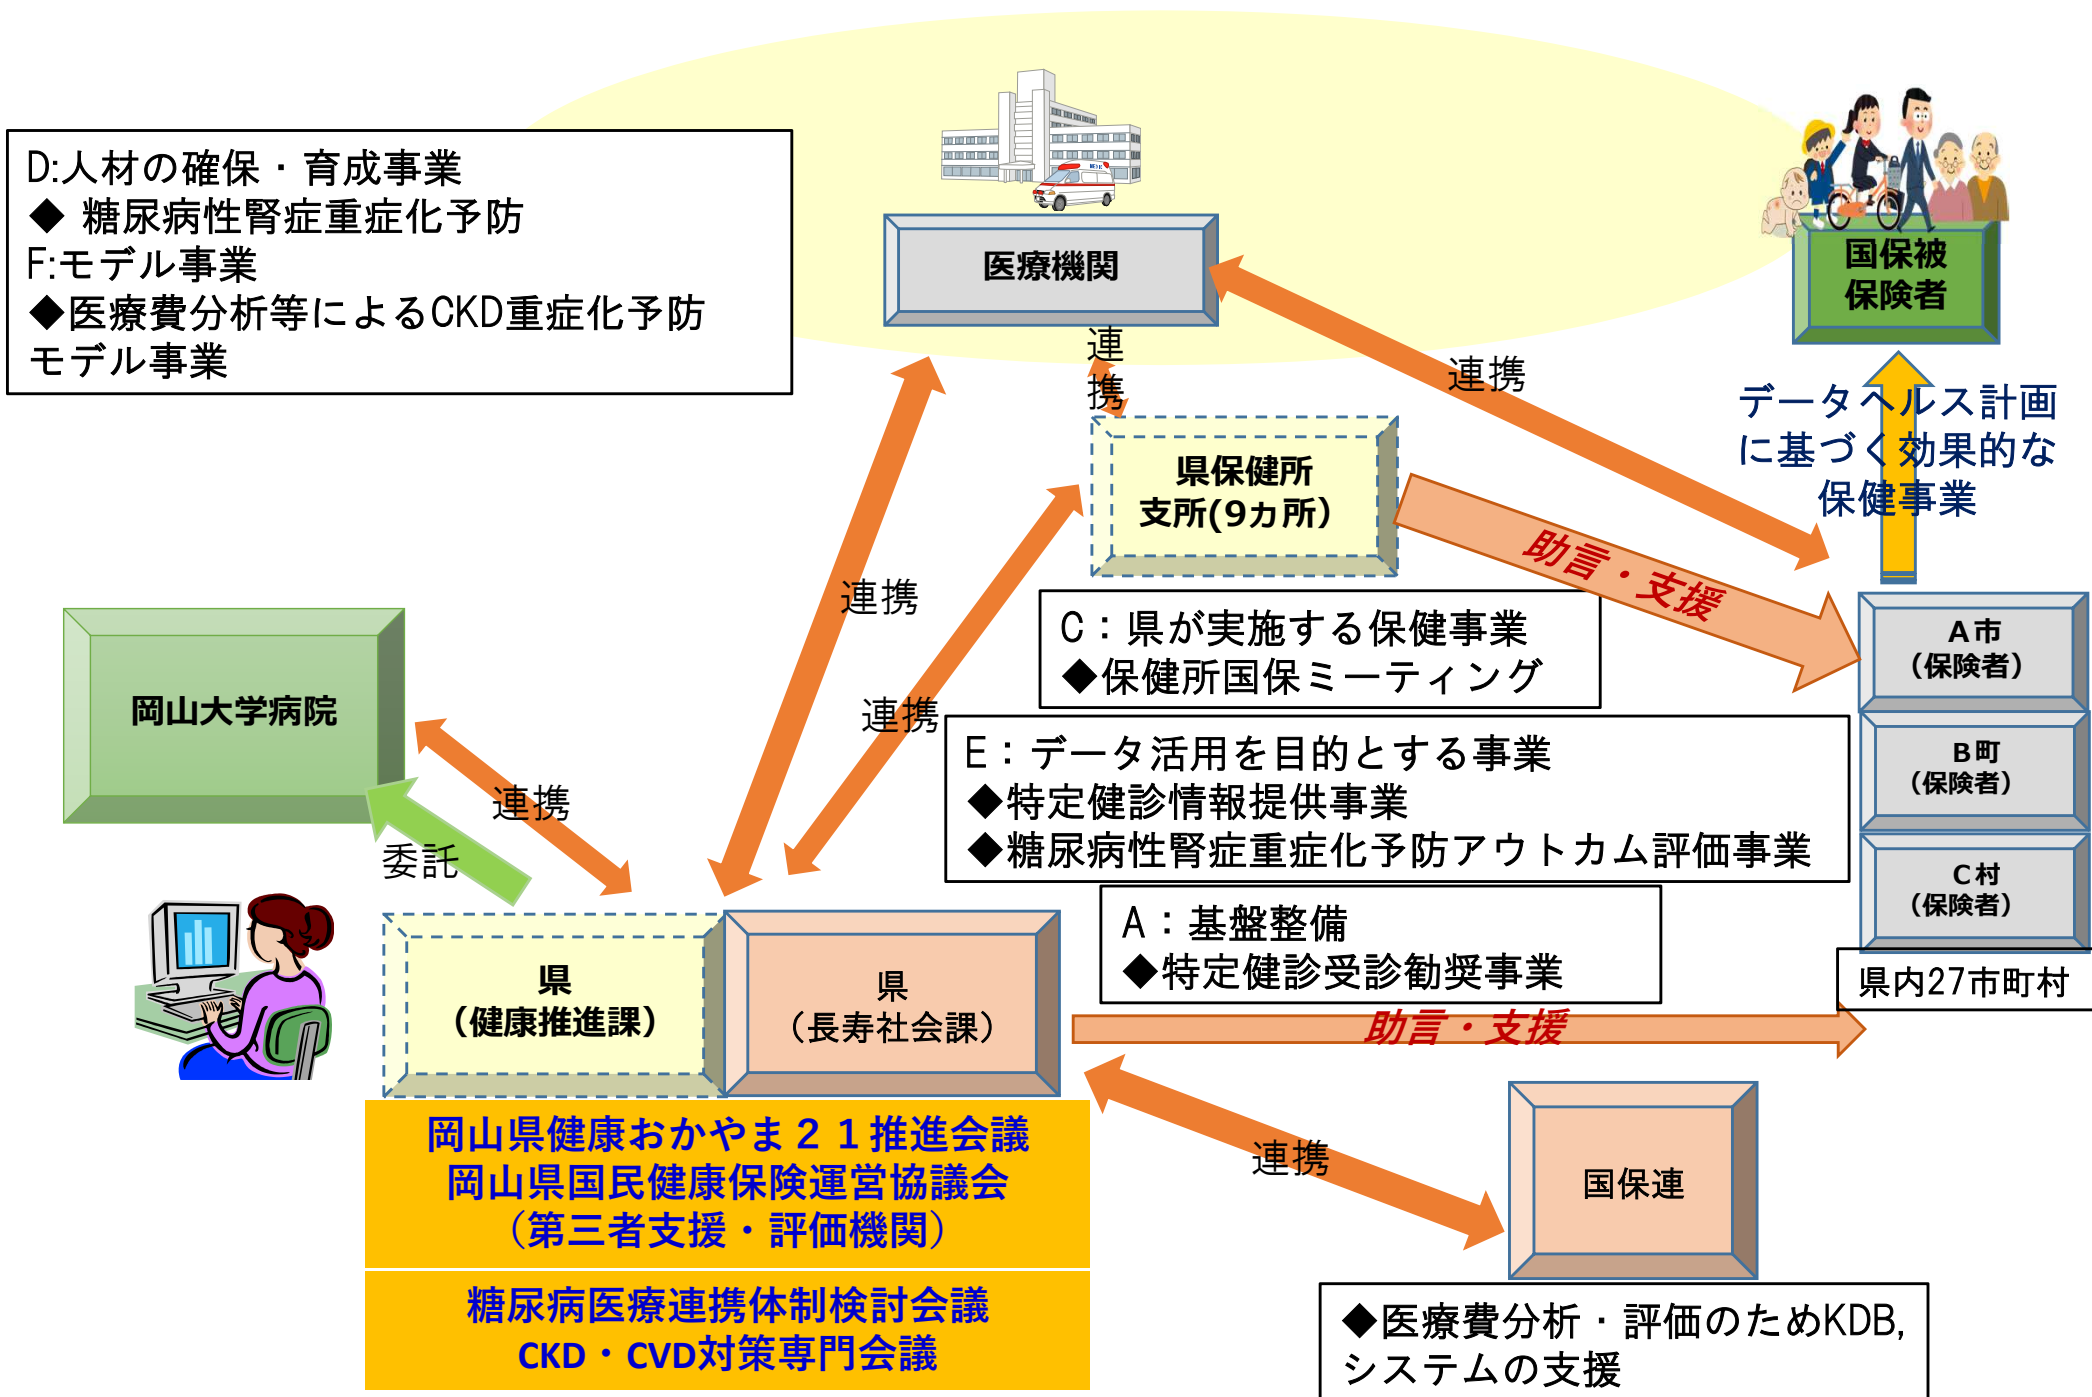 D:人材の確保・育成事業
◆ 糖尿病性腎症重症化予防
F:モデル事業
◆医療費分析等によるCKD重症化予防
モデル事業
医療機関
国保被
保険者
連
携
連携
データヘルス計画
に基づく効果的な
保健事業
県保健所
支所(9ヵ所）
助言・支援
連携
C：県が実施する保健事業
◆保健所国保ミーティング
A市
（保険者）
岡山大学病院
連携
E：データ活用を目的とする事業
◆特定健診情報提供事業
◆糖尿病性腎症重症化予防アウトカム評価事業
B町
（保険者）
連携
委託
C村
（保険者）
A：基盤整備
◆特定健診受診勧奨事業
県内27市町村
県
（健康推進課）
県
（長寿社会課）
助言・支援
岡山県健康おかやま２１推進会議
岡山県国民健康保険運営協議会
（第三者支援・評価機関）
連携
国保連
糖尿病医療連携体制検討会議
CKD・CVD対策専門会議
◆医療費分析・評価のためKDB,
システムの支援